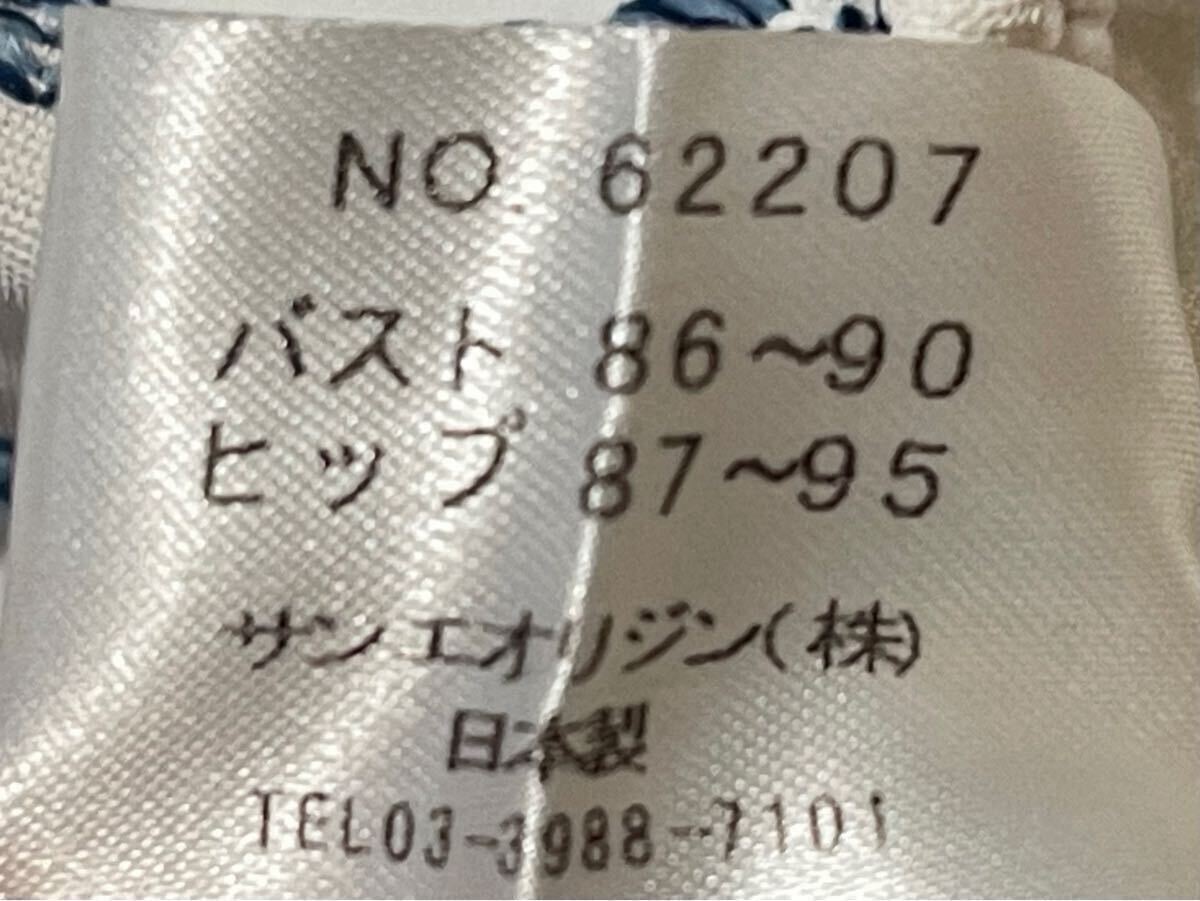 NO. 62207
バスト 86~90
ヒップ 87~95
サンエオリジン(株)
日本製
TEL03-3988-7101